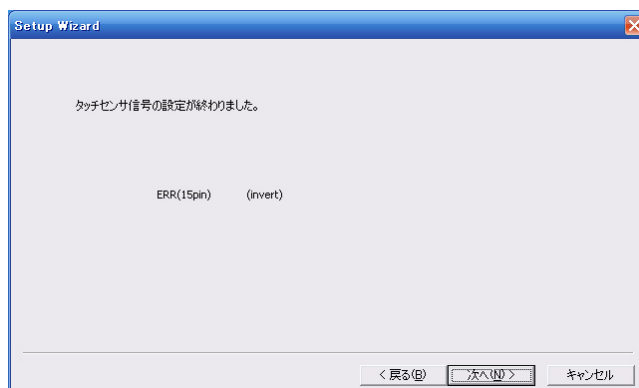 Setup Wizard
タッチセンサ信号の設定が終わりました。
ERR(15pin) (invert)
< 戻る(B) 次へ(N) > キャンセル